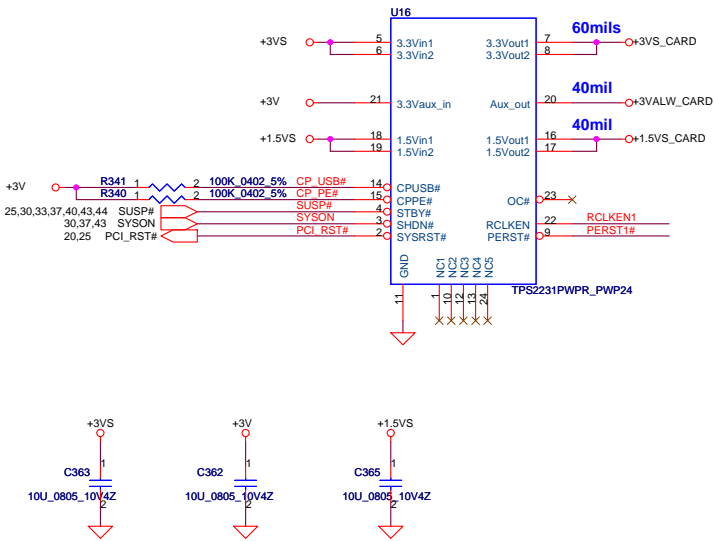 U16
60mils
+3VS 5 3.3Vin1 3.3Vout1 7 +3VS_CARD
6 3.3Vin2 3.3Vout2 8
40mil
+3V 21 3.3Vaux_in Aux_out 20 +3VALW_CARD
40mil
+1.5VS 18 1.5Vin1 1.5Vout1 16 +1.5VS_CARD
19 1.5Vin2 1.5Vout2 17
+3V R341 1 2 100K_0402_5% CP_USB# 14 CPUSB#
R340 1 2 100K_0402_5% CP_PE# 15 CPPE# OC# 23
25,30,33,37,40,43,44 SUSP# SUSP# 4 STBY#
30,37,43 SYSON SYSON 3 SHDN# RCLKEN 22 RCLKEN1
20,25 PCI_RST# PCI_RST# 2 SYSRST# PERST# 9 PERST1#
GND NC1 NC2 NC3 NC4 NC5
11 1 10 12 13 24
TPS2231PWPR_PWP24
+3VS +3V +1.5VS
1 1 1
C363 C362 C365
10U_0805_10V4Z 10U_0805_10V4Z 10U_0805_10V4Z
2 2 2